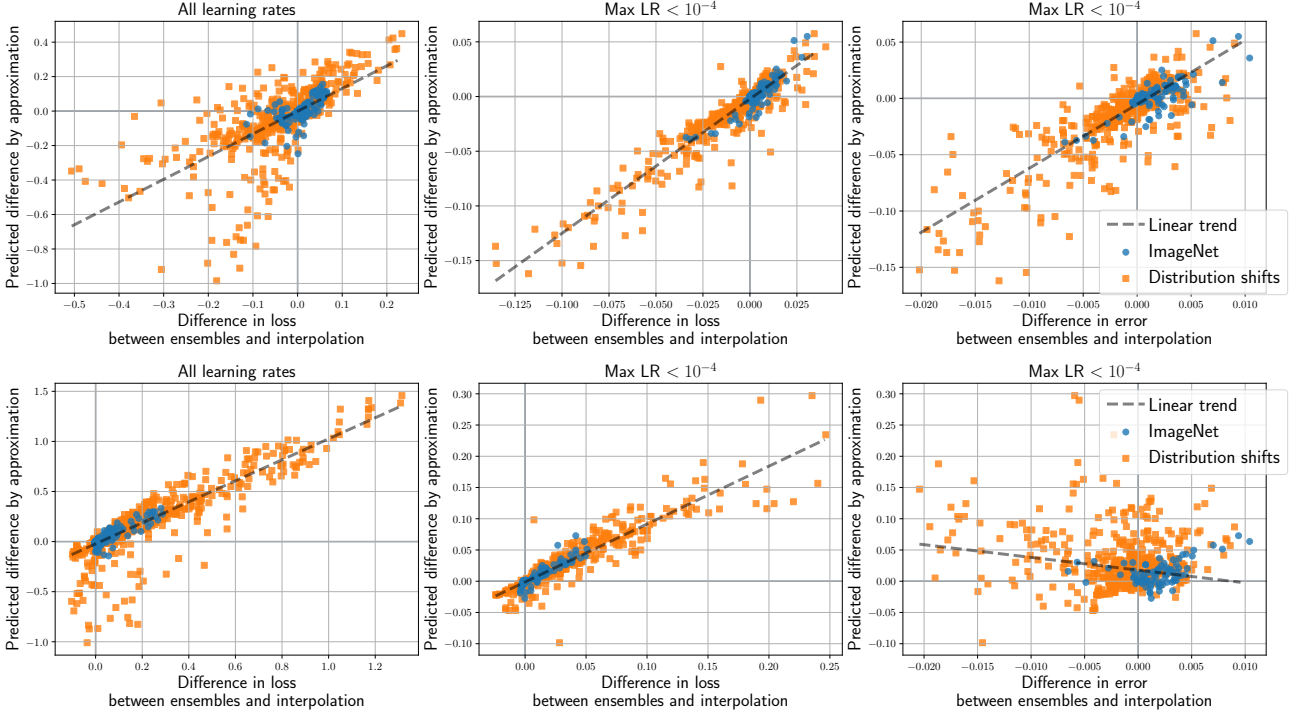 All learning rates
Max LR < 10⁻⁴
Max LR < 10⁻⁴
Predicted difference by approximation
0.4
0.2
0.0
−0.2
−0.4
−0.6
−0.8
−1.0
−0.5 −0.4 −0.3 −0.2 −0.1 0.0 0.1 0.2
Difference in loss
between ensembles and interpolation
Predicted difference by approximation
0.05
0.00
−0.05
−0.10
−0.15
−0.125 −0.100 −0.075 −0.050 −0.025 0.000 0.025
Difference in loss
between ensembles and interpolation
Predicted difference by approximation
0.05
0.00
−0.05
−0.10
−0.15
Linear trend
ImageNet
Distribution shifts
−0.020 −0.015 −0.010 −0.005 0.000 0.005 0.010
Difference in error
between ensembles and interpolation
All learning rates
Max LR < 10⁻⁴
Max LR < 10⁻⁴
Predicted difference by approximation
1.5
1.0
0.5
0.0
−0.5
−1.0
0.0 0.2 0.4 0.6 0.8 1.0 1.2
Difference in loss
between ensembles and interpolation
Predicted difference by approximation
0.30
0.25
0.20
0.15
0.10
0.05
0.00
−0.05
−0.10
0.00 0.05 0.10 0.15 0.20 0.25
Difference in loss
between ensembles and interpolation
Predicted difference by approximation
0.30
0.25
0.20
0.15
0.10
0.05
0.00
−0.05
−0.10
Linear trend
ImageNet
Distribution shifts
−0.020 −0.015 −0.010 −0.005 0.000 0.005 0.010
Difference in error
between ensembles and interpolation